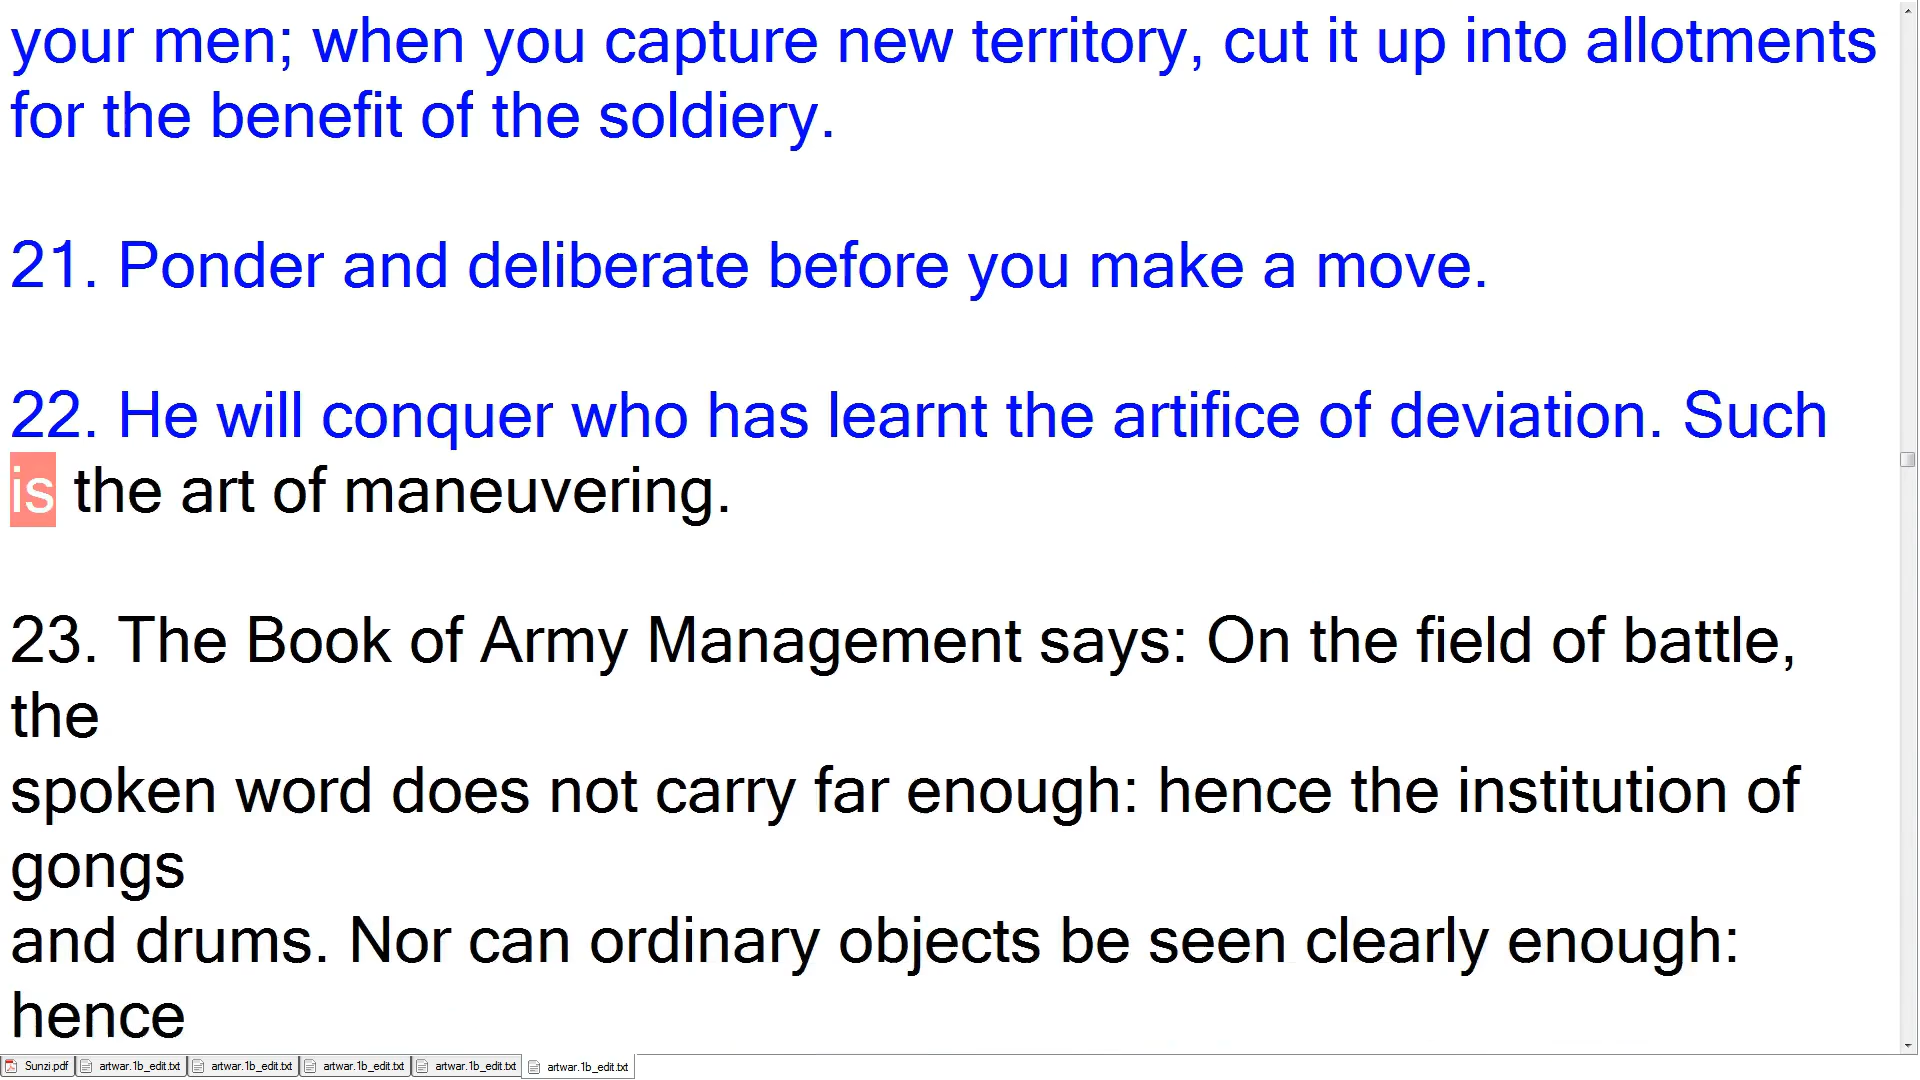 your men; when you capture new territory, cut it up into allotments
for the benefit of the soldiery.
21. Ponder and deliberate before you make a move.
22. He will conquer who has learnt the artifice of deviation. Such
is the art of maneuvering.
23. The Book of Army Management says: On the field of battle,
the
spoken word does not carry far enough: hence the institution of
gongs
and drums. Nor can ordinary objects be seen clearly enough:
hence
Sunzi.pdf artwar.1b_edit.txt artwar.1b_edit.txt artwar.1b_edit.txt artwar.1b_edit.txt artwar.1b_edit.txt